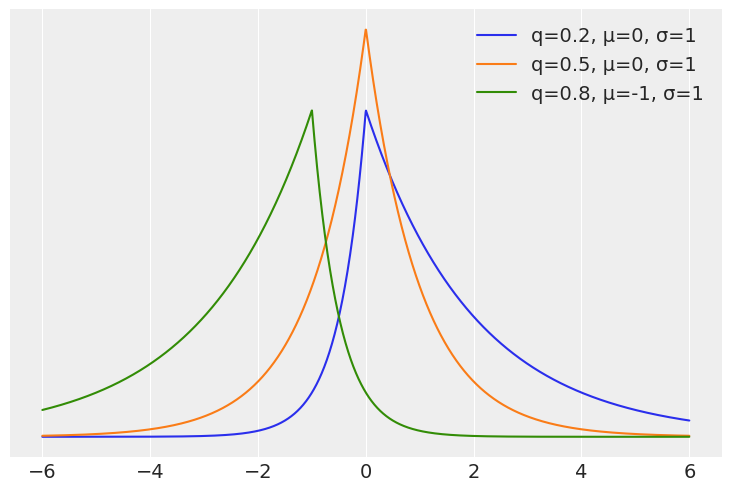 q=0.2, μ=0, σ=1
q=0.5, μ=0, σ=1
q=0.8, μ=-1, σ=1
−6 −4 −2 0 2 4 6